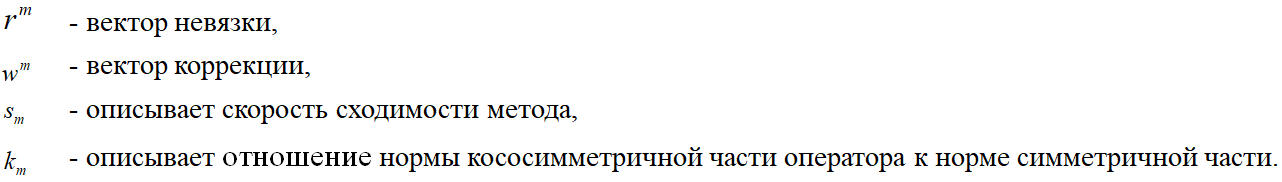 r^m - вектор невязки,
w^m - вектор коррекции,
s_m - описывает скорость сходимости метода,
k_m - описывает отношение нормы кососимметричной части оператора к норме симметричной части.